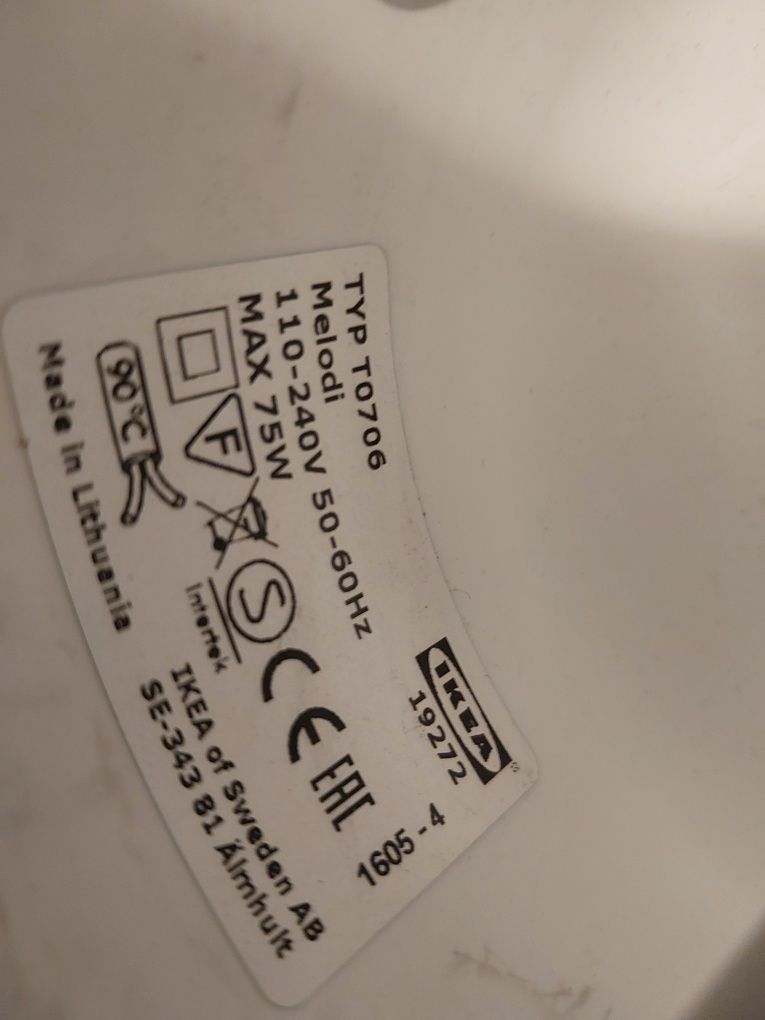 TYP T0706
Melodi
110-240V 50-60Hz
MAX 75W
F
S
Intertek
CE
EAC
90°C
Made in Lithuania
IKEA®
19272
1605-4
IKEA of Sweden AB
SE-343 81 Älmhult